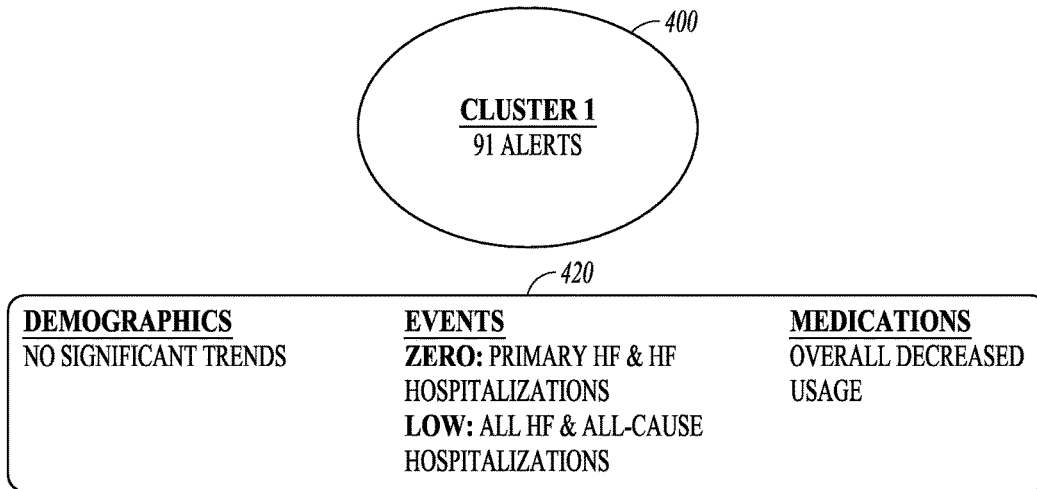 400
CLUSTER 1
91 ALERTS
420
DEMOGRAPHICS
NO SIGNIFICANT TRENDS
EVENTS
ZERO: PRIMARY HF & HF
HOSPITALIZATIONS
LOW: ALL HF & ALL-CAUSE
HOSPITALIZATIONS
MEDICATIONS
OVERALL DECREASED
USAGE